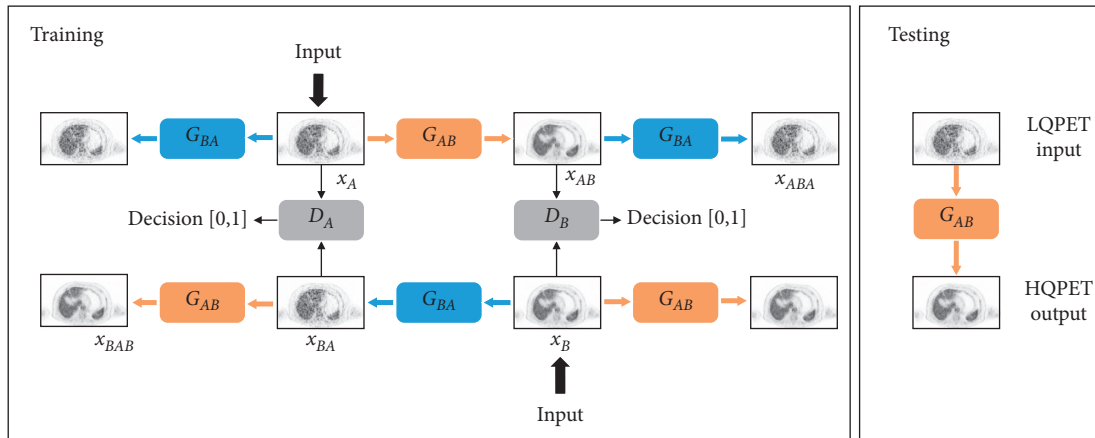 Training
Input
G_BA
G_AB
G_BA
x_A
x_AB
x_ABA
Decision [0,1]
D_A
D_B
Decision [0,1]
G_AB
G_BA
G_AB
x_BAB
x_BA
x_B
Input
Testing
LQPET
input
G_AB
HQPET
output